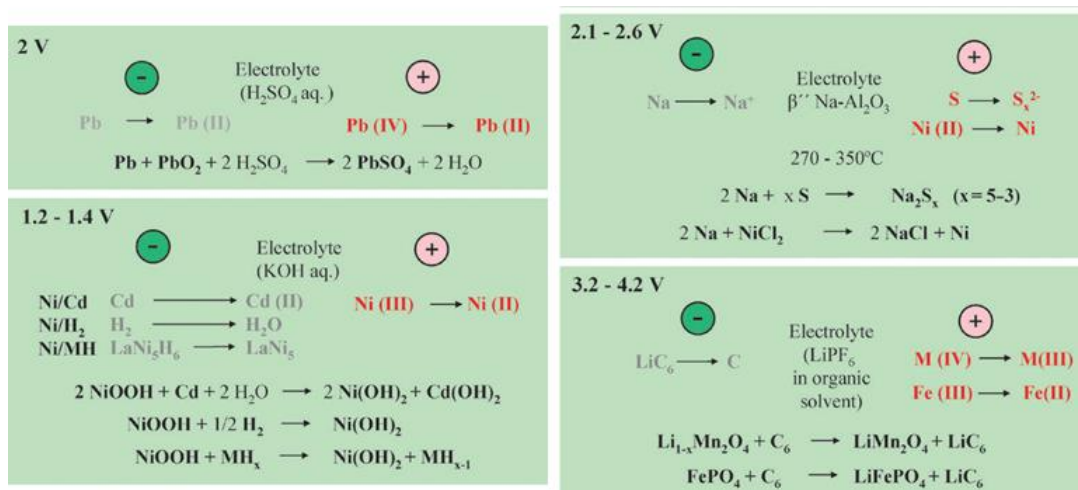 2 V
-
+
Electrolyte
(H₂SO₄ aq.)
Pb → Pb (II)
Pb (IV) → Pb (II)
Pb + PbO₂ + 2 H₂SO₄ → 2 PbSO₄ + 2 H₂O
1.2 - 1.4 V
-
+
Electrolyte
(KOH aq.)
Ni/Cd Cd → Cd (II)
Ni (III) → Ni (II)
Ni/H₂ H₂ → H₂O
Ni/MH LaNi₅H₆ → LaNi₅
2 NiOOH + Cd + 2 H₂O → 2 Ni(OH)₂ + Cd(OH)₂
NiOOH + 1/2 H₂ → Ni(OH)₂
NiOOH + MHₓ → Ni(OH)₂ + MHₓ₋₁
2.1 - 2.6 V
-
+
Electrolyte
β´´ Na-Al₂O₃
Na → Na⁺
S → Sₓ²⁻
Ni (II) → Ni
270 - 350ºC
2 Na + x S → Na₂Sₓ (x = 5-3)
2 Na + NiCl₂ → 2 NaCl + Ni
3.2 - 4.2 V
-
+
Electrolyte
(LiPF₆
in organic
solvent)
LiC₆ → C
M (IV) → M(III)
Fe (III) → Fe(II)
Li₁₋ₓMn₂O₄ + C₆ → LiMn₂O₄ + LiC₆
FePO₄ + C₆ → LiFePO₄ + LiC₆